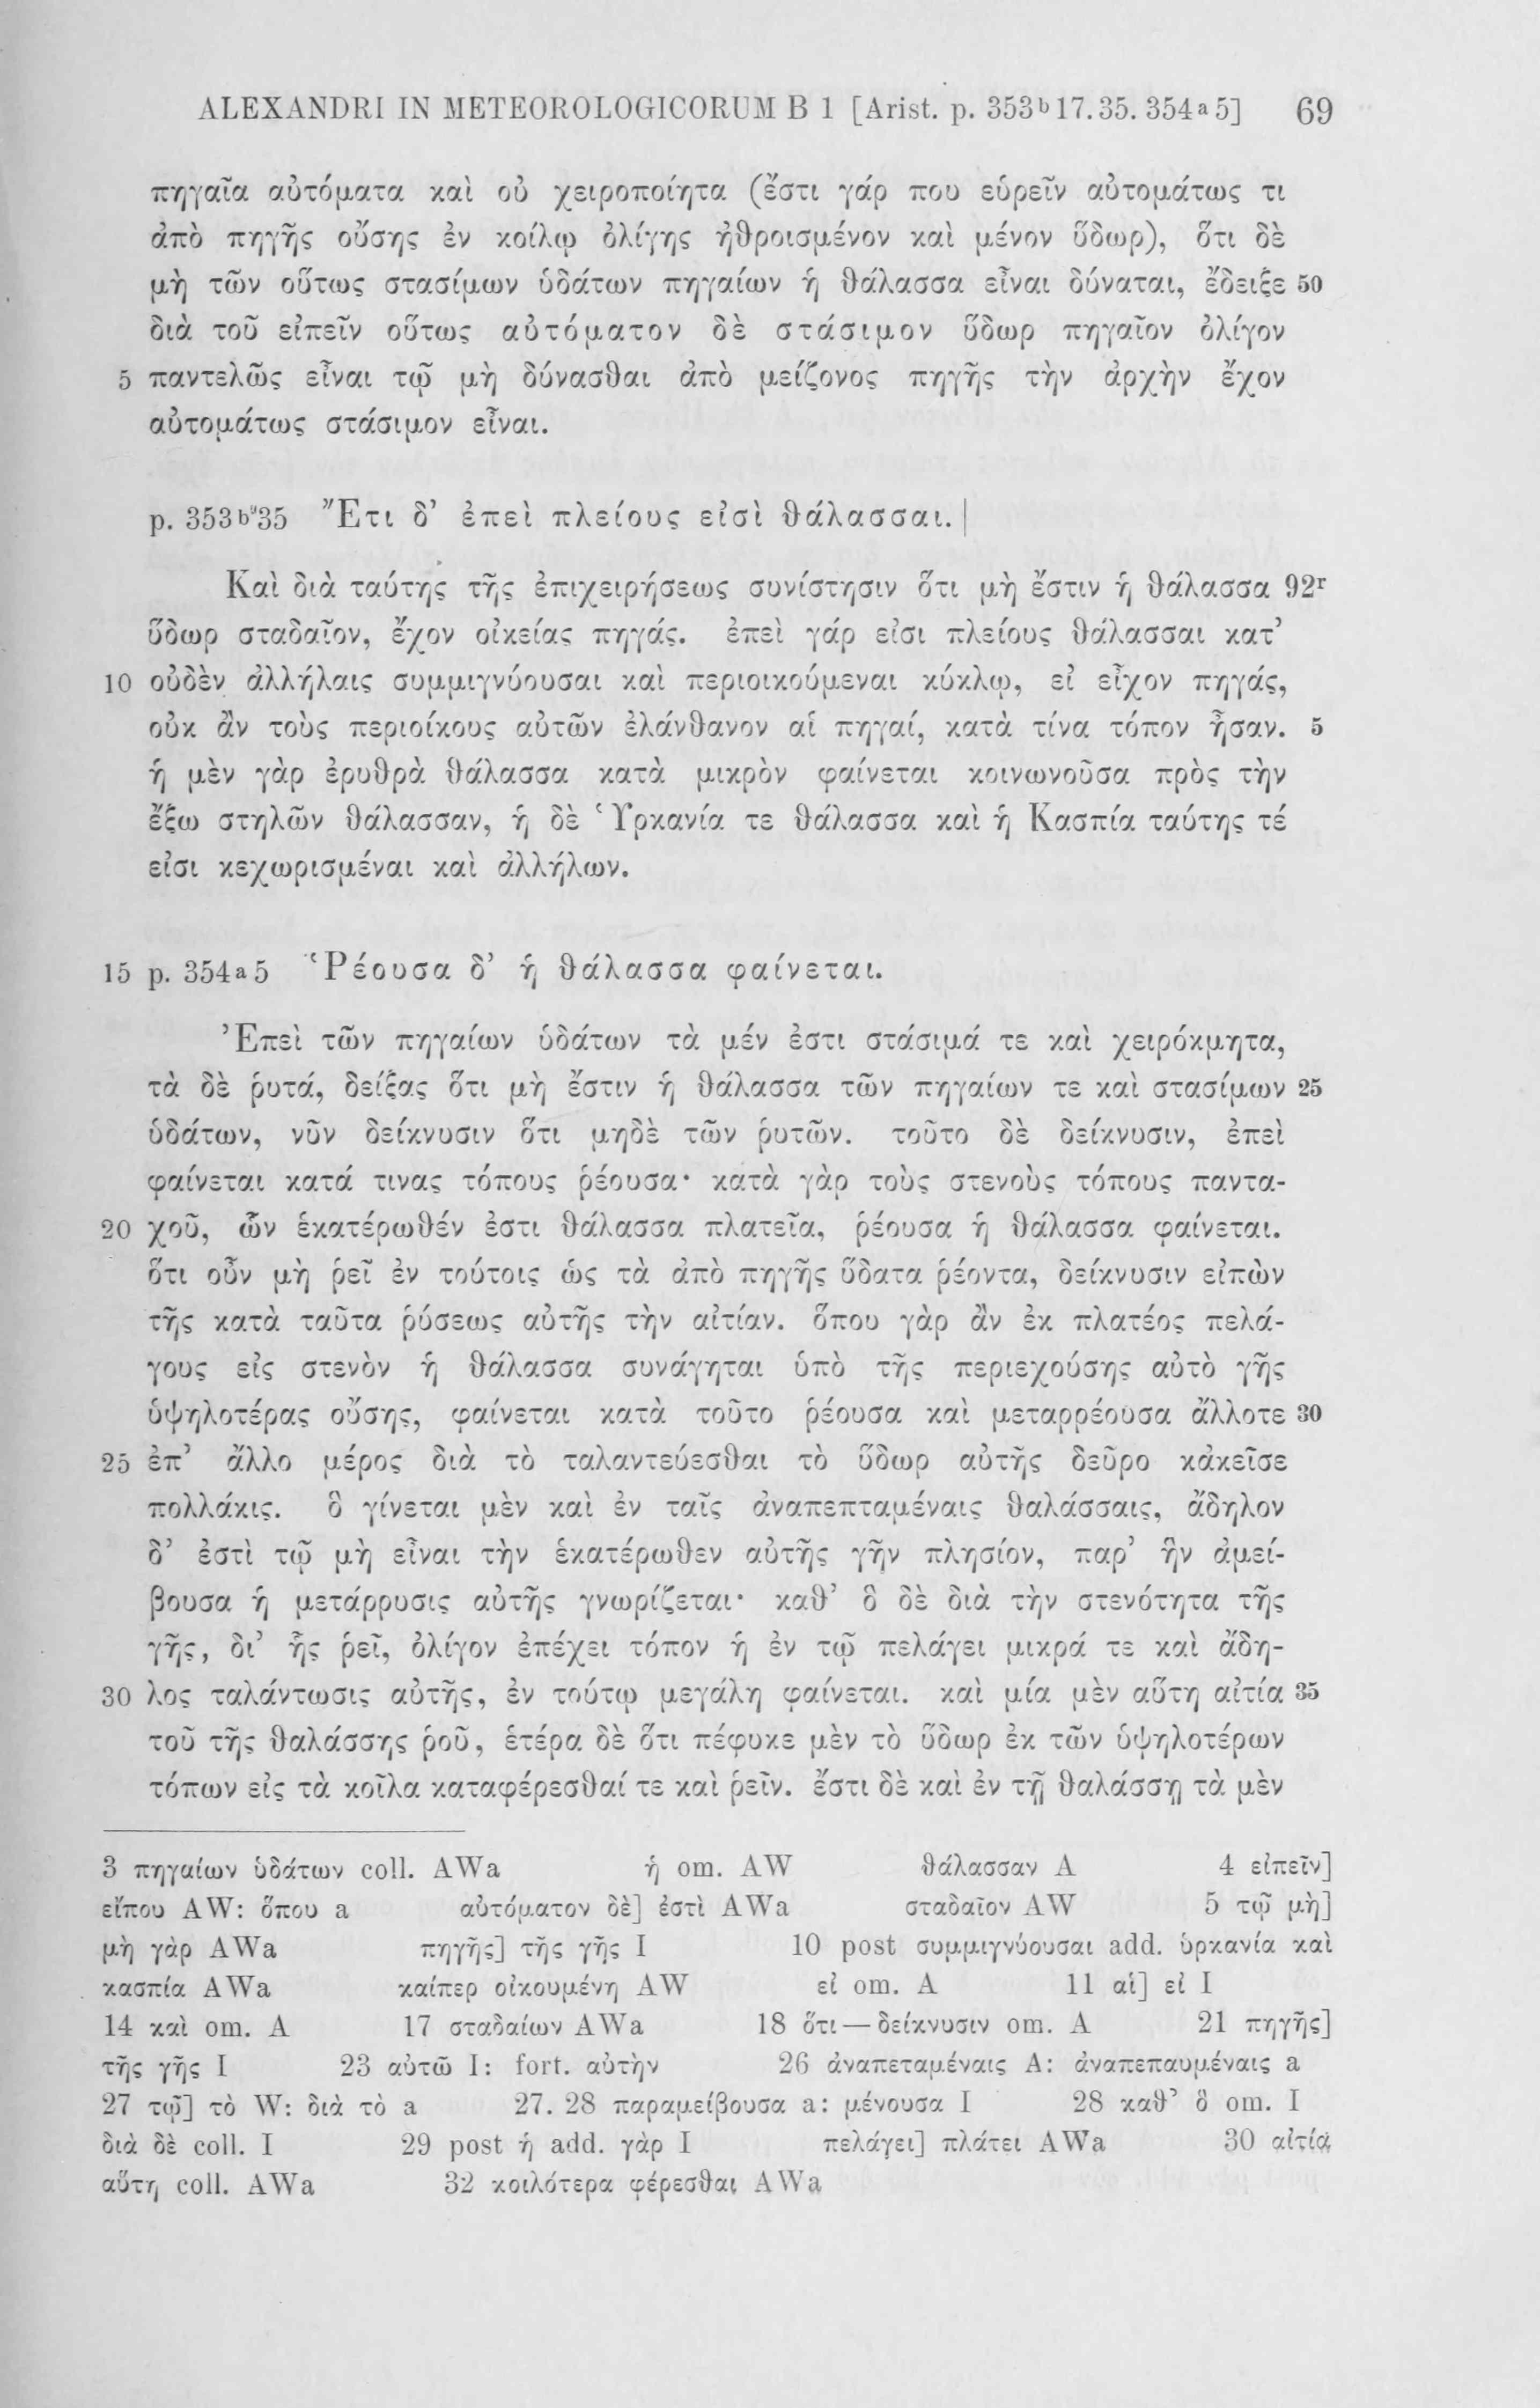 ALEXANDRI IN METEOROLOGICORUM B 1 [Arist. p. 353ᵇ17. 35. 354ᵃ5] 69
πηγαῖα αὐτόματα καὶ οὐ χειροποίητα (ἔστι γάρ που εὑρεῖν αὐτομάτως τι
ἀπὸ πηγῆς οὔσης ἐν κοίλῳ ὀλίγης ἠθροισμένον καὶ μένον ὕδωρ), ὅτι δὲ
μὴ τῶν οὕτως στασίμων ὑδάτων πηγαίων ἡ θάλασσα εἶναι δύναται, ἔδειξε 50
διὰ τοῦ εἰπεῖν οὕτως αὐτόματον δὲ στάσιμον ὕδωρ πηγαῖον ὀλίγον
5 παντελῶς εἶναι τῷ μὴ δύνασθαι ἀπὸ μείζονος πηγῆς τὴν ἀρχὴν ἔχον
αὐτομάτως στάσιμον εἶναι.
p. 353ᵇ35 Ἔτι δ’ ἐπεὶ πλείους εἰσὶ θάλασσαι. |
Καὶ διὰ ταύτης τῆς ἐπιχειρήσεως συνίστησιν ὅτι μὴ ἔστιν ἡ θάλασσα 92ʳ
ὕδωρ σταδαῖον, ἔχον οἰκείας πηγάς. ἐπεὶ γάρ εἰσι πλείους θάλασσαι κατ’
10 οὐδὲν ἀλλήλαις συμμιγνύουσαι καὶ περιοικούμεναι κύκλῳ, εἰ εἶχον πηγάς,
οὐκ ἂν τοὺς περιοίκους αὐτῶν ἐλάνθανον αἱ πηγαί, κατὰ τίνα τόπον ἦσαν. 5
ἡ μὲν γὰρ ἐρυθρὰ θάλασσα κατὰ μικρὸν φαίνεται κοινωνοῦσα πρὸς τὴν
ἔξω στηλῶν θάλασσαν, ἡ δὲ Ὑρκανία τε θάλασσα καὶ ἡ Κασπία ταύτης τέ
εἰσι κεχωρισμέναι καὶ ἀλλήλων.
15 p. 354ᵃ5 Ῥέουσα δ’ ἡ θάλασσα φαίνεται.
Ἐπεὶ τῶν πηγαίων ὑδάτων τὰ μέν ἐστι στάσιμά τε καὶ χειρόκμητα,
τὰ δὲ ῥυτά, δείξας ὅτι μὴ ἔστιν ἡ θάλασσα τῶν πηγαίων τε καὶ στασίμων 25
ὑδάτων, νῦν δείκνυσιν ὅτι μηδὲ τῶν ῥυτῶν. τοῦτο δὲ δείκνυσιν, ἐπεὶ
φαίνεται κατά τινας τόπους ῥέουσα· κατὰ γὰρ τοὺς στενοὺς τόπους παντα-
20 χοῦ, ὧν ἑκατέρωθέν ἐστι θάλασσα πλατεῖα, ῥέουσα ἡ θάλασσα φαίνεται.
ὅτι οὖν μὴ ῥεῖ ἐν τούτοις ὡς τὰ ἀπὸ πηγῆς ὕδατα ῥέοντα, δείκνυσιν εἰπὼν
τῆς κατὰ ταῦτα ῥύσεως αὐτῆς τὴν αἰτίαν. ὅπου γὰρ ἂν ἐκ πλατέος πελά-
γους εἰς στενὸν ἡ θάλασσα συνάγηται ὑπὸ τῆς περιεχούσης αὐτὸ γῆς
ὑψηλοτέρας οὔσης, φαίνεται κατὰ τοῦτο ῥέουσα καὶ μεταρρέουσα ἄλλοτε 30
25 ἐπ’ ἄλλο μέρος διὰ τὸ ταλαντεύεσθαι τὸ ὕδωρ αὐτῆς δεῦρο κἀκεῖσε
πολλάκις. ὃ γίνεται μὲν καὶ ἐν ταῖς ἀναπεπταμέναις θαλάσσαις, ἄδηλον
δ’ ἐστὶ τῷ μὴ εἶναι τὴν ἑκατέρωθεν αὐτῆς γῆν πλησίον, παρ’ ἣν ἀμεί-
βουσα ἡ μετάρρυσις αὐτῆς γνωρίζεται· καθ’ ὃ δὲ διὰ τὴν στενότητα τῆς
γῆς, δι’ ἧς ῥεῖ, ὀλίγον ἐπέχει τόπον ἡ ἐν τῷ πελάγει μικρά τε καὶ ἄδη-
30 λος ταλάντωσις αὐτῆς, ἐν τούτῳ μεγάλη φαίνεται. καὶ μία μὲν αὕτη αἰτία 35
τοῦ τῆς θαλάσσης ῥοῦ, ἑτέρα δὲ ὅτι πέφυκε μὲν τὸ ὕδωρ ἐκ τῶν ὑψηλοτέρων
τόπων εἰς τὰ κοῖλα καταφέρεσθαί τε καὶ ῥεῖν. ἔστι δὲ καὶ ἐν τῇ θαλάσσῃ τὰ μὲν
3 πηγαίων ὑδάτων coll. AWa ἡ om. AW θάλασσαν A 4 εἰπεῖν]
εἴπου AW: ὅπου a αὐτόματον δὲ] ἐστὶ AWa σταδαῖον AW 5 τῷ μὴ]
μὴ γὰρ AWa πηγῆς] τῆς γῆς I 10 post συμμιγνύουσαι add. ὑρκανία καὶ
κασπία AWa καίπερ οἰκουμένη AW εἰ om. A 11 αἱ] εἰ I
14 καὶ om. A 17 σταδαίων AWa 18 ὅτι — δείκνυσιν om. A 21 πηγῆς]
τῆς γῆς I 23 αὐτῶ I: fort. αὐτὴν 26 ἀναπεταμέναις A: ἀναπεπαυμέναις a
27 τῷ] τὸ W: διὰ τὸ a 27. 28 παραμείβουσα a: μένουσα I 28 καθ’ ὃ om. I
διὰ δὲ coll. I 29 post ἡ add. γὰρ I πελάγει] πλάτει AWa 30 αἰτία
αὕτη coll. AWa 32 κοιλότερα φέρεσθαι AWa